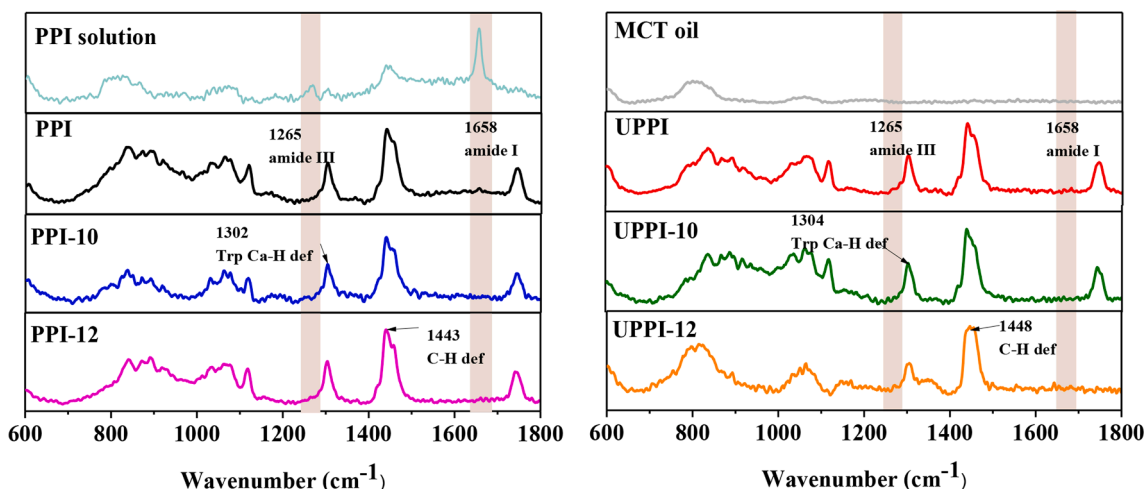 PPI solution
PPI
1265
amide III
1658
amide I
PPI-10
1302
Trp Ca-H def
PPI-12
1443
C-H def
600 800 1000 1200 1400 1600 1800
Wavenumber (cm-1)
MCT oil
UPPI
1265
amide III
1658
amide I
UPPI-10
1304
Trp Ca-H def
UPPI-12
1448
C-H def
600 800 1000 1200 1400 1600 1800
Wavenumber (cm-1)